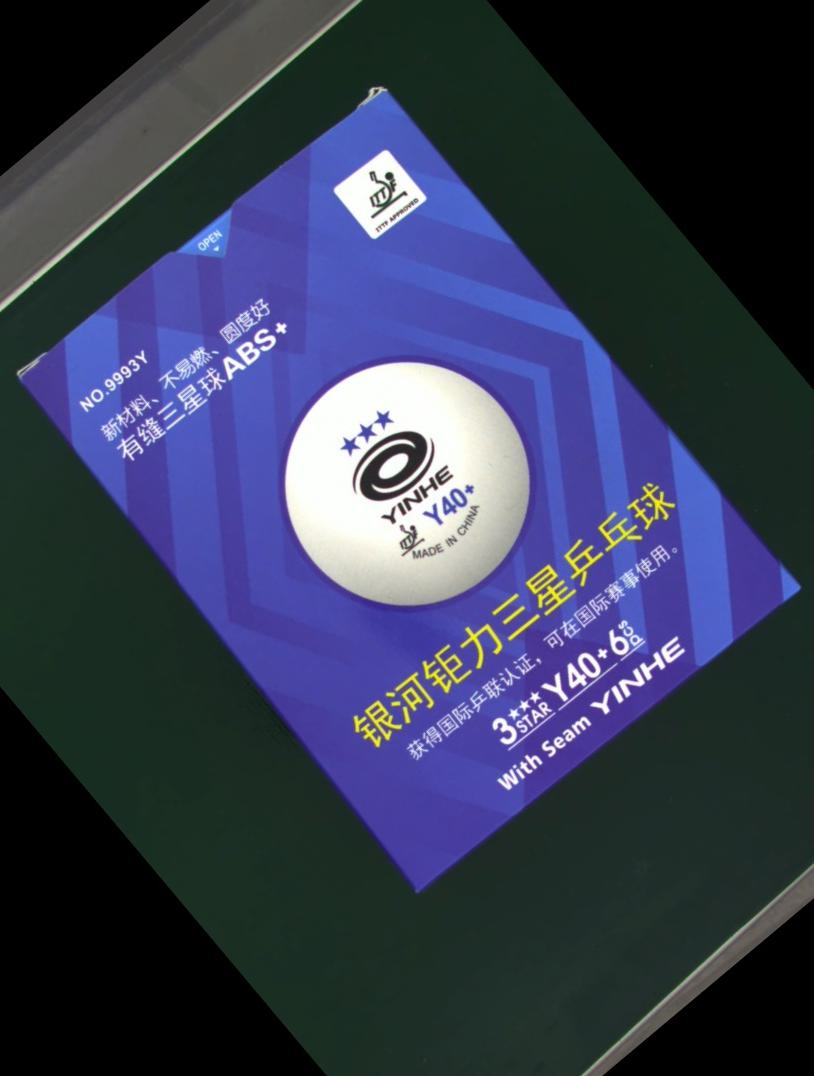 ITTF
ITTF APPROVED
OPEN
NO.9993Y
新材料、不易燃、圆度好
有缝三星球ABS+
YINHE
Y40+
MADE IN CHINA
银河钜力三星乒乓球
获得国际乒联认证，可在国际赛事使用。
3★★★STAR Y40+ 6PCS
With Seam YINHE